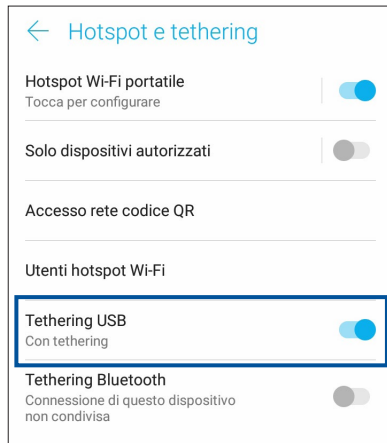 Hotspot e tethering
Hotspot Wi-Fi portatile
Tocca per configurare
Solo dispositivi autorizzati
Accesso rete codice QR
Utenti hotspot Wi-Fi
Tethering USB
Con tethering
Tethering Bluetooth
Connessione di questo dispositivo
non condivisa